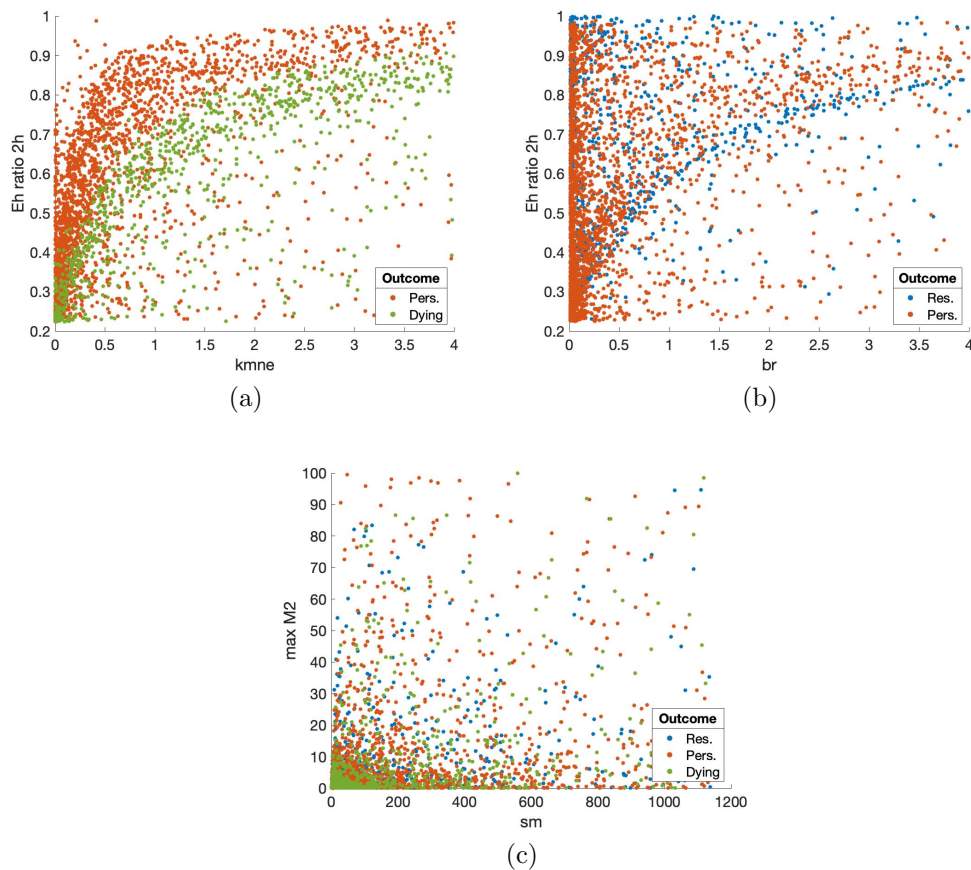 1
0.9
0.8
0.7
0.6
0.5
0.4
0.3
0.2
Eh ratio 2h
0 0.5 1 1.5 2 2.5 3 3.5 4
kmne
Outcome
Pers.
Dying
(a)
1
0.9
0.8
0.7
0.6
0.5
0.4
0.3
0.2
Eh ratio 2h
0 0.5 1 1.5 2 2.5 3 3.5 4
br
Outcome
Res.
Pers.
(b)
100
90
80
70
60
50
40
30
20
10
0
max M2
0 200 400 600 800 1000 1200
sm
Outcome
Res.
Pers.
Dying
(c)